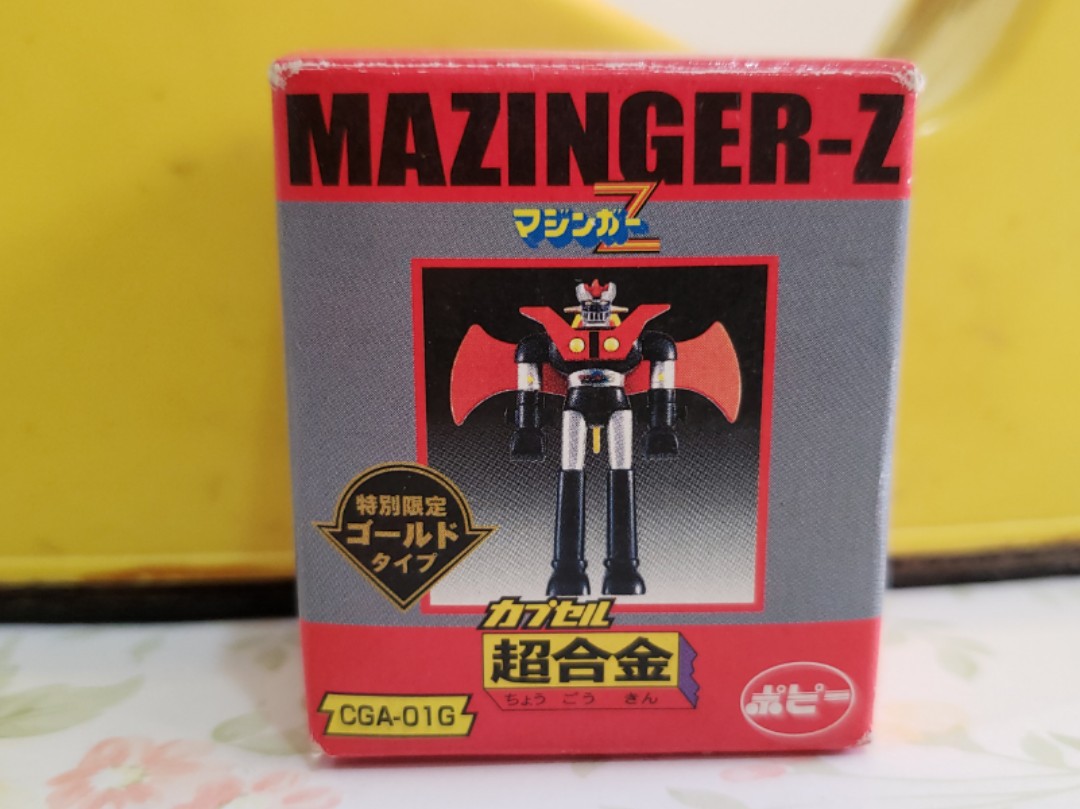 MAZINGER-Z
マジンガーZ
特別限定
ゴールド
タイプ
カプセル
超合金
ちょう ごう きん
CGA-01G
ポピー